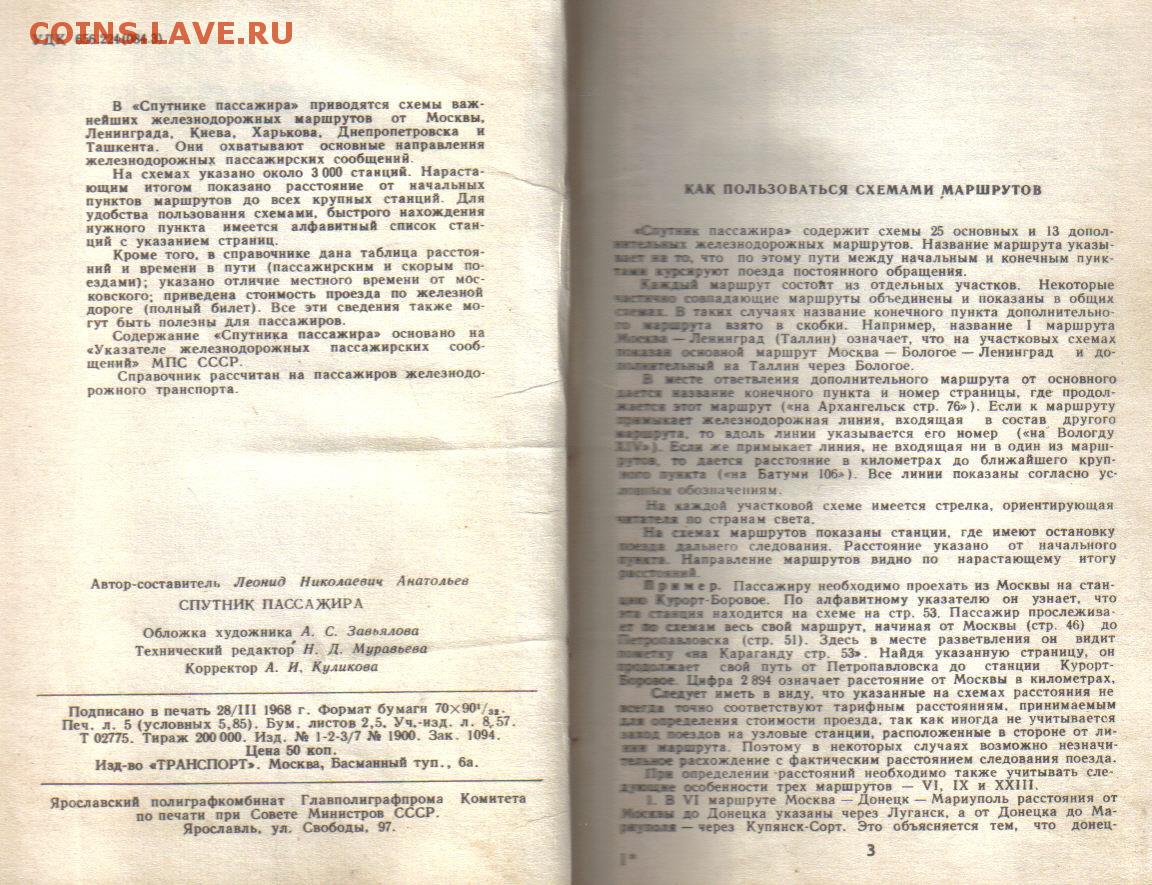 COINS.LAVE.RU
УДК 656.224(084.3)
В «Спутнике пассажира» приводятся схемы важ-
нейших железнодорожных маршрутов от Москвы,
Ленинграда, Киева, Харькова, Днепропетровска и
Ташкента. Они охватывают основные направления
железнодорожных пассажирских сообщений.
На схемах указано около 3 000 станций. Нараста-
ющим итогом показано расстояние от начальных
пунктов маршрутов до всех крупных станций. Для
удобства пользования схемами, быстрого нахождения
нужного пункта имеется алфавитный список стан-
ций с указанием страниц.
Кроме того, в справочнике дана таблица расстоя-
ний и времени в пути (пассажирским и скорым по-
ездами); указано отличие местного времени от мос-
ковского; приведена стоимость проезда по железной
дороге (полный билет). Все эти сведения также мо-
гут быть полезны для пассажиров.
Содержание «Спутника пассажира» основано на
«Указателе железнодорожных пассажирских сооб-
щений» МПС СССР.
Справочник рассчитан на пассажиров железнодо-
рожного транспорта.
Автор-составитель Леонид Николаевич Анатольев
СПУТНИК ПАССАЖИРА
Обложка художника А. С. Завьялова
Технический редактор Н. Д. Муравьева
Корректор А. И. Куликова
Подписано в печать 28/III 1968 г. Формат бумаги 70×90¹/₃₂.
Печ. л. 5 (условных 5,85). Бум. листов 2,5. Уч.-изд. л. 8,57.
Т 02775. Тираж 200 000. Изд. № 1-2-3/7 № 1900. Зак. 1094.
Цена 50 коп.
Изд-во «ТРАНСПОРТ». Москва, Басманный туп., 6а.
Ярославский полиграфкомбинат Главполиграфпрома Комитета
по печати при Совете Министров СССР.
Ярославль, ул. Свободы, 97.
КАК ПОЛЬЗОВАТЬСЯ СХЕМАМИ МАРШРУТОВ
«Спутник пассажира» содержит схемы 25 основных и 13 допол-
нительных железнодорожных маршрутов. Название маршрута указы-
вает на то, что по этому пути между начальным и конечным пунк-
тами курсируют поезда постоянного обращения.
Каждый маршрут состоит из отдельных участков. Некоторые
частично совпадающие маршруты объединены и показаны в общих
схемах. В таких случаях название конечного пункта дополнительно-
го маршрута взято в скобки. Например, название I маршрута
Москва — Ленинград (Таллин) означает, что на участковых схемах
показан основной маршрут Москва — Бологое — Ленинград и до-
полнительный на Таллин через Бологое.
В месте ответвления дополнительного маршрута от основного
дается название конечного пункта и номер страницы, где продол-
жается этот маршрут («на Архангельск стр. 76»). Если к маршруту
примыкает железнодорожная линия, входящая в состав другого
маршрута, то вдоль линии указывается его номер («на Вологду
XIV»). Если же примыкает линия, не входящая ни в один из марш-
рутов, то дается расстояние в километрах до ближайшего круп-
ного пункта («на Батуми 106»). Все линии показаны согласно ус-
ловным обозначениям.
На каждой участковой схеме имеется стрелка, ориентирующая
читателя по странам света.
На схемах маршрутов показаны станции, где имеют остановку
поезда дальнего следования. Расстояние указано от начального
пункта. Направление маршрутов видно по нарастающему итогу
расстояний.
Пример. Пассажиру необходимо проехать из Москвы на стан-
цию Курорт-Боровое. По алфавитному указателю он узнает, что
эта станция находится на схеме на стр. 53. Пассажир прослежива-
ет по схемам весь свой маршрут, начиная от Москвы (стр. 46) до
Петропавловска (стр. 51). Здесь в месте разветвления он видит
пометку «на Караганду стр. 53». Найдя указанную страницу, он
продолжает свой путь от Петропавловска до станции Курорт-
Боровое. Цифра 2 894 означает расстояние от Москвы в километрах.
Следует иметь в виду, что указанные на схемах расстояния не
всегда точно соответствуют тарифным расстояниям, принимаемым
для определения стоимости проезда, так как иногда не учитывается
заход поездов на узловые станции, расположенные в стороне от ли-
нии маршрута. Поэтому в некоторых случаях возможно незначи-
тельное расхождение с фактическим расстоянием следования поезда.
При определении расстояний необходимо также учитывать сле-
дующие особенности трех маршрутов — VI, IX и XXIII.
1. В VI маршруте Москва — Донецк — Мариуполь расстояния от
Москвы до Донецка указаны через Луганск, а от Донецка до Ма-
риуполя — через Купянск-Сорт. Это объясняется тем, что донец-
1*
3